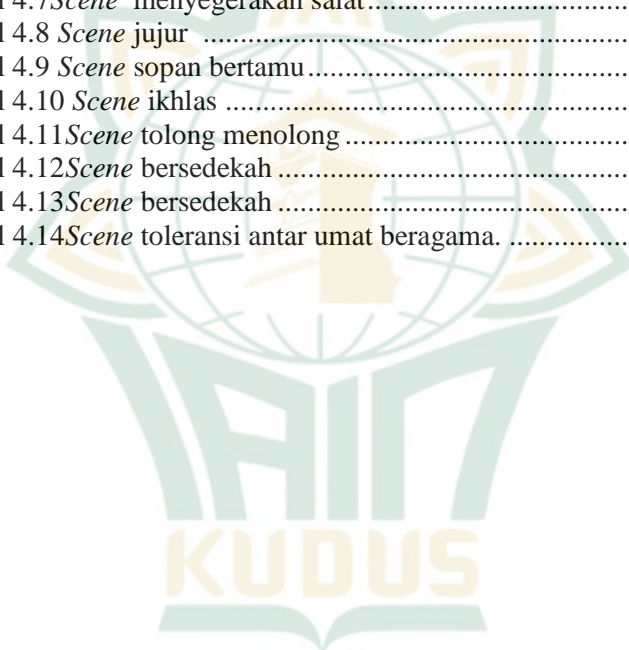 l 4.7Scene menyegerakan salat....................................
l 4.8 Scene jujur ................................................................
l 4.9 Scene sopan bertamu................................................
l 4.10 Scene ikhlas ............................................................
l 4.11Scene tolong menolong ..........................................
l 4.12Scene bersedekah ....................................................
l 4.13Scene bersedekah ....................................................
l 4.14Scene toleransi antar umat beragama. .................
IAIN
KUDUS